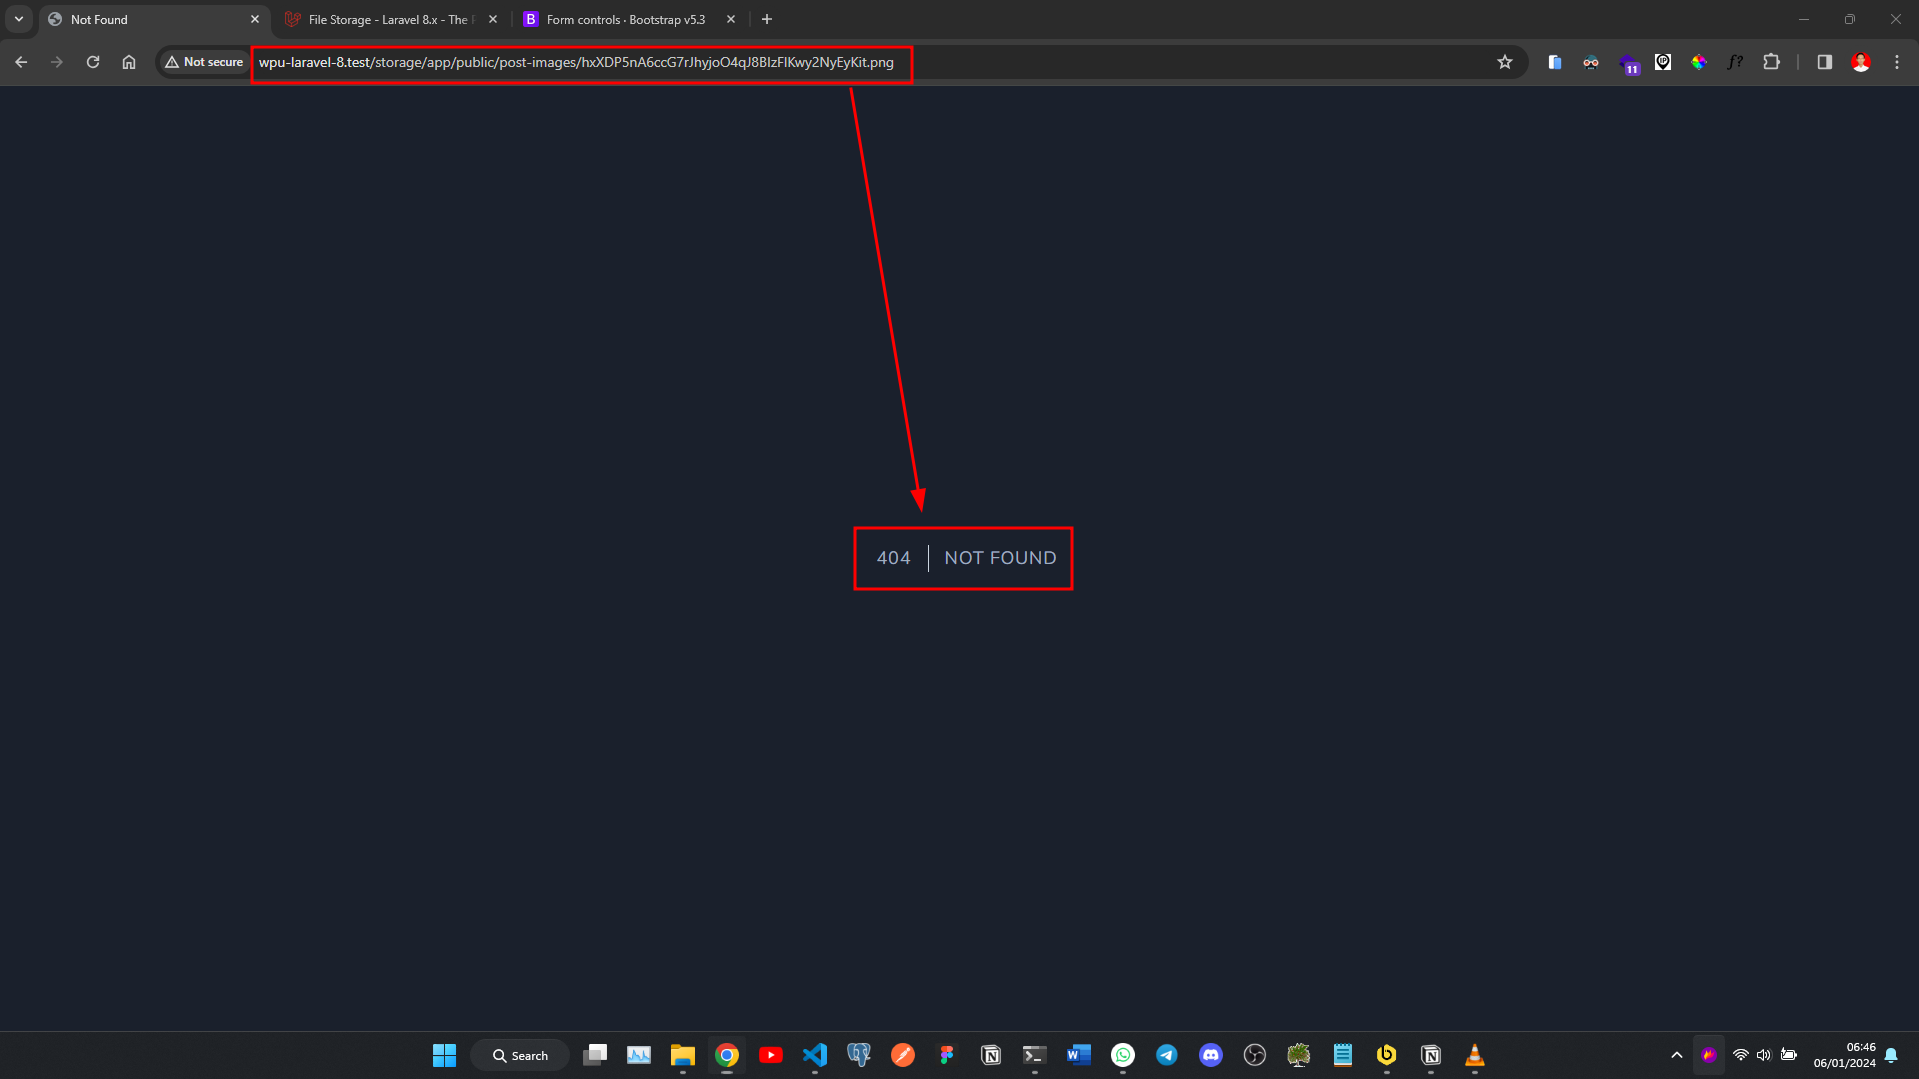 Not Found
File Storage - Laravel 8.x - The
B Form controls · Bootstrap v5.3
Not secure
wpu-laravel-8.test/storage/app/public/post-images/hxXDP5nA6ccG7rJhyjoO4qJ8BIzFIKwy2NyEyKit.png
11
f?
404 NOT FOUND
Search
06:46
06/01/2024